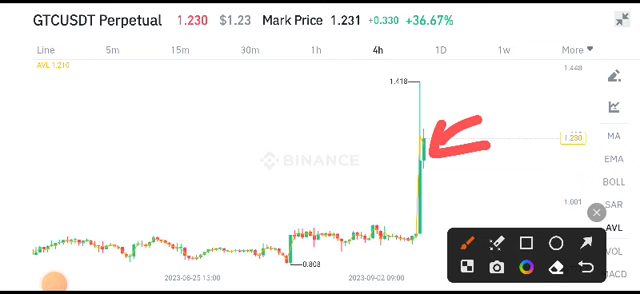 GTCUSDT Perpetual 1.230 $1.23 Mark Price 1.231 +0.330 +36.67%
Line 5m 15m 30m 1h 4h 1D 1w More
AVL 1.210
1.448
1.418
1.230
MA
BINANCE
EMA
BOLL
1.001
SAR
AVL
VOL
0.808
2023-08-25 13:00 2023-09-02 09:00
MACD